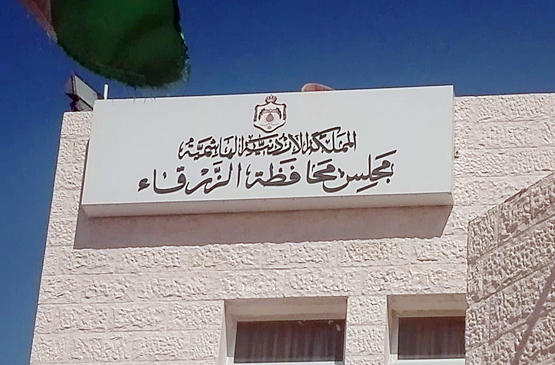 المملكة الأردنية الهاشمية
مجلس محافظة الزرقاء